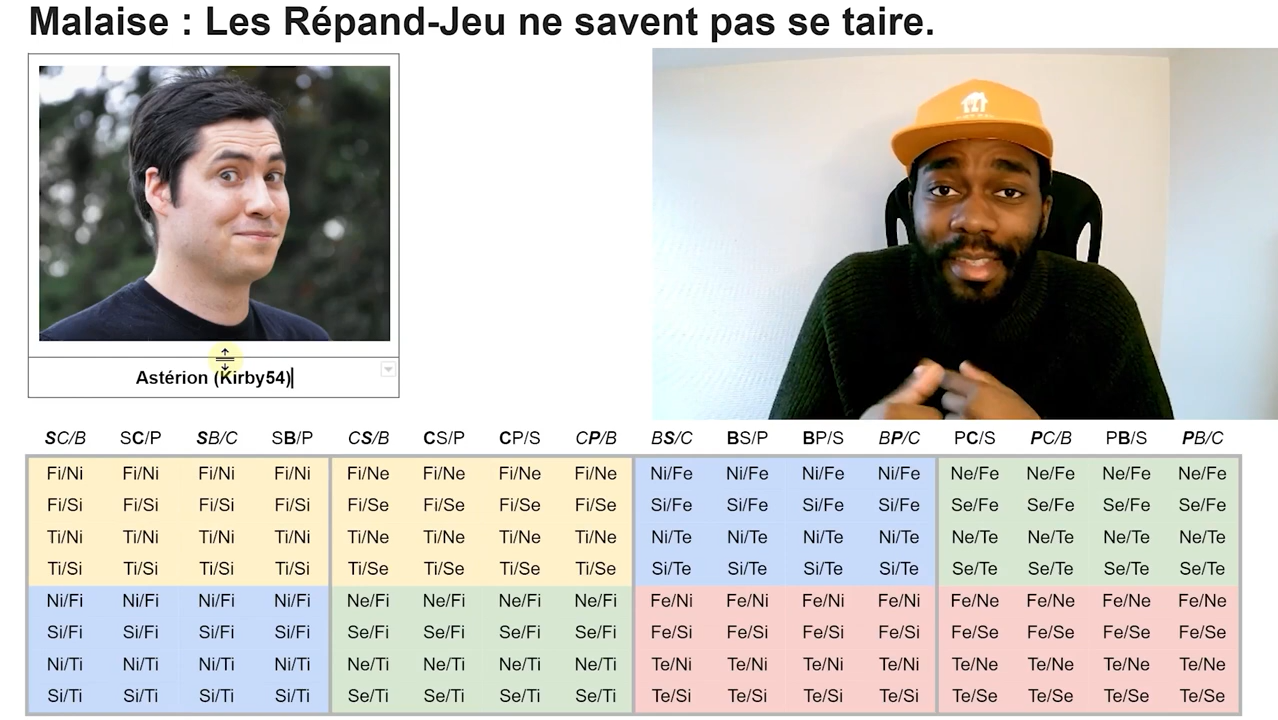 Malaise : Les Répand-Jeu ne savent pas se taire.
Astérion (Kirby54)
SC/B SC/P SB/C SB/P CS/B CS/P CP/S CP/B BS/C BS/P BP/S BP/C PC/S PC/B PB/S PB/C
Fi/Ni Fi/Ni Fi/Ni Fi/Ni Fi/Ne Fi/Ne Fi/Ne Fi/Ne Ni/Fe Ni/Fe Ni/Fe Ni/Fe Ne/Fe Ne/Fe Ne/Fe Ne/Fe
Fi/Si Fi/Si Fi/Si Fi/Si Fi/Se Fi/Se Fi/Se Fi/Se Si/Fe Si/Fe Si/Fe Si/Fe Se/Fe Se/Fe Se/Fe Se/Fe
Ti/Ni Ti/Ni Ti/Ni Ti/Ni Ti/Ne Ti/Ne Ti/Ne Ti/Ne Ni/Te Ni/Te Ni/Te Ni/Te Ne/Te Ne/Te Ne/Te Ne/Te
Ti/Si Ti/Si Ti/Si Ti/Si Ti/Se Ti/Se Ti/Se Ti/Se Si/Te Si/Te Si/Te Si/Te Se/Te Se/Te Se/Te Se/Te
Ni/Fi Ni/Fi Ni/Fi Ni/Fi Ne/Fi Ne/Fi Ne/Fi Ne/Fi Fe/Ni Fe/Ni Fe/Ni Fe/Ni Fe/Ne Fe/Ne Fe/Ne Fe/Ne
Si/Fi Si/Fi Si/Fi Si/Fi Se/Fi Se/Fi Se/Fi Se/Fi Fe/Si Fe/Si Fe/Si Fe/Si Fe/Se Fe/Se Fe/Se Fe/Se
Ni/Ti Ni/Ti Ni/Ti Ni/Ti Ne/Ti Ne/Ti Ne/Ti Ne/Ti Te/Ni Te/Ni Te/Ni Te/Ni Te/Ne Te/Ne Te/Ne Te/Ne
Si/Ti Si/Ti Si/Ti Si/Ti Se/Ti Se/Ti Se/Ti Se/Ti Te/Si Te/Si Te/Si Te/Si Te/Se Te/Se Te/Se Te/Se